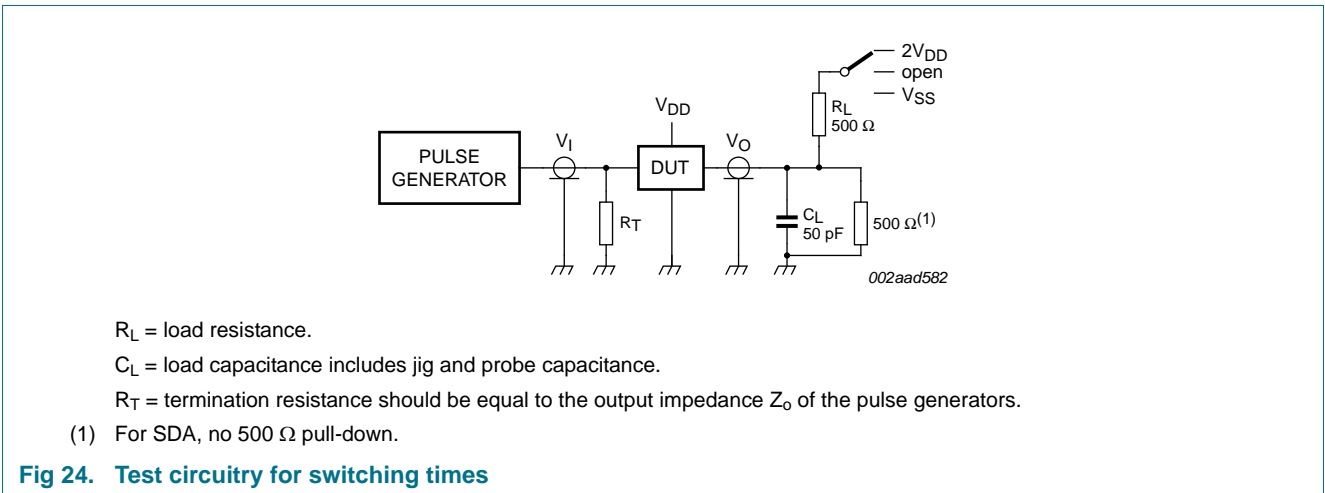 2VDD
open
VSS
RL
500 Ω
VDD
VI
VO
PULSE
GENERATOR
DUT
RT
CL
50 pF
500 Ω(1)
002aad582
RL = load resistance.
CL = load capacitance includes jig and probe capacitance.
RT = termination resistance should be equal to the output impedance Zo of the pulse generators.
(1) For SDA, no 500 Ω pull-down.
Fig 24. Test circuitry for switching times